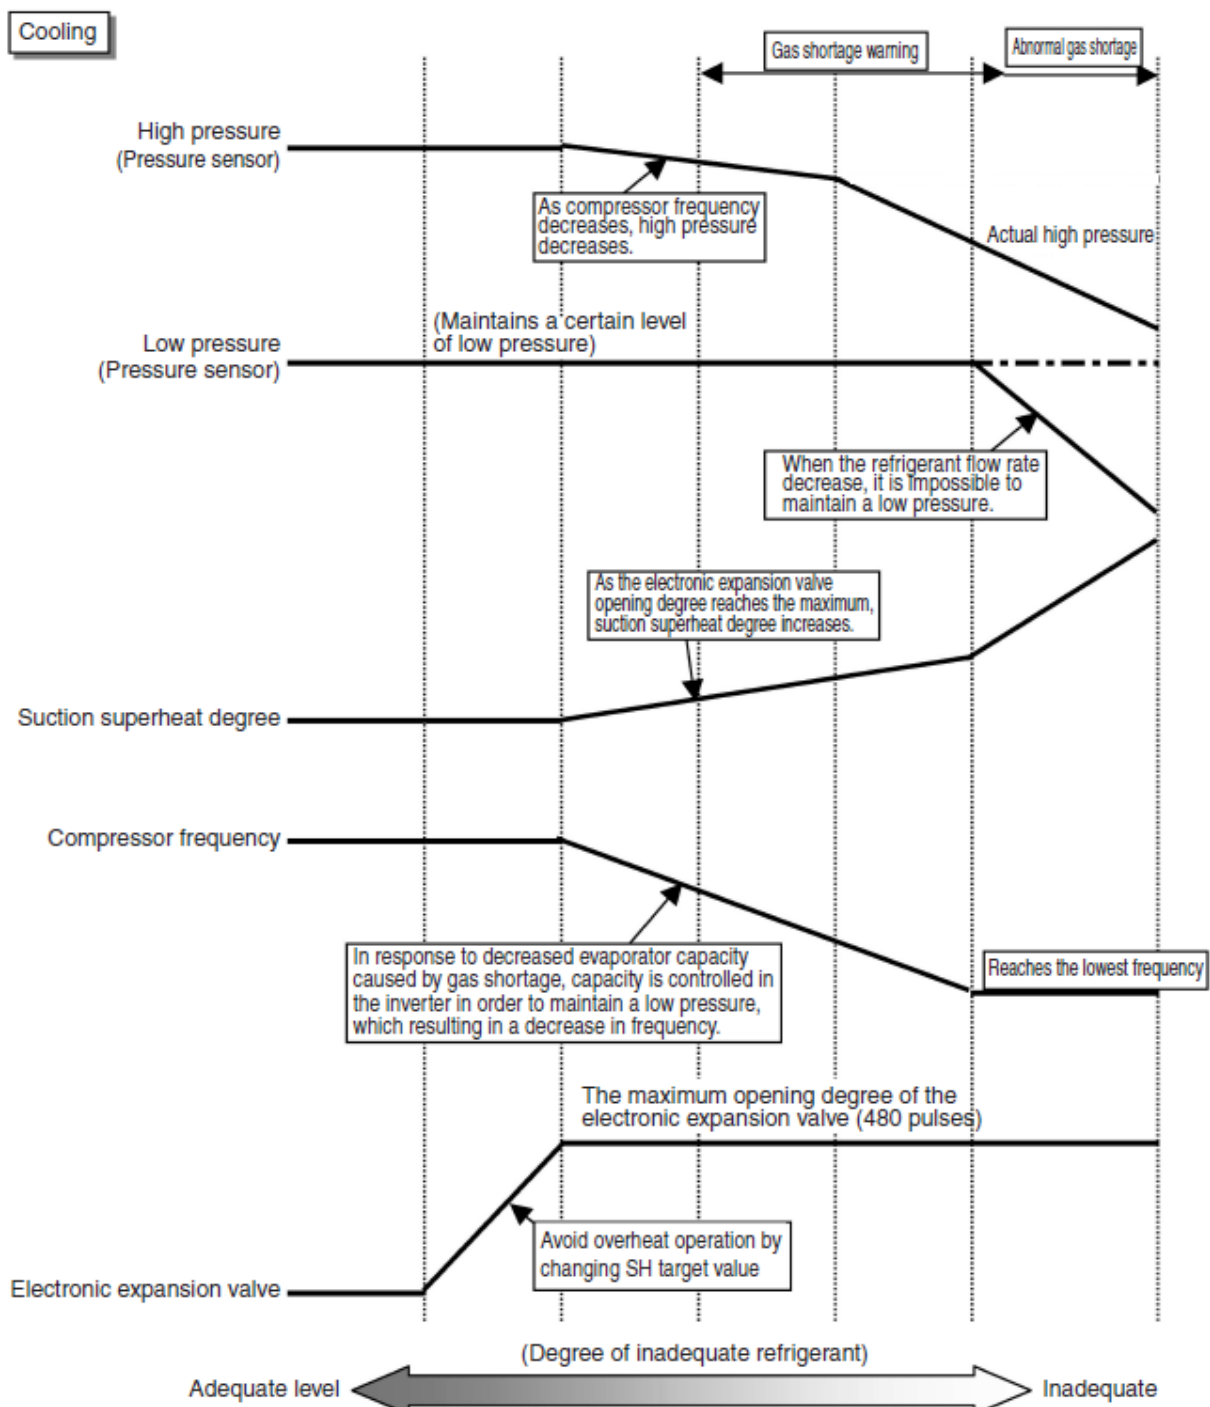 Cooling
Gas shortage warning
Abnormal gas shortage
High pressure
(Pressure sensor)
As compressor frequency
decreases, high pressure
decreases.
Actual high pressure
(Maintains a certain level
of low pressure)
Low pressure
(Pressure sensor)
When the refrigerant flow rate
decrease, it is impossible to
maintain a low pressure.
As the electronic expansion valve
opening degree reaches the maximum,
suction superheat degree increases.
Suction superheat degree
Compressor frequency
In response to decreased evaporator capacity
caused by gas shortage, capacity is controlled in
the inverter in order to maintain a low pressure,
which resulting in a decrease in frequency.
Reaches the lowest frequency
The maximum opening degree of the
electronic expansion valve (480 pulses)
Avoid overheat operation by
changing SH target value
Electronic expansion valve
(Degree of inadequate refrigerant)
Adequate level
Inadequate